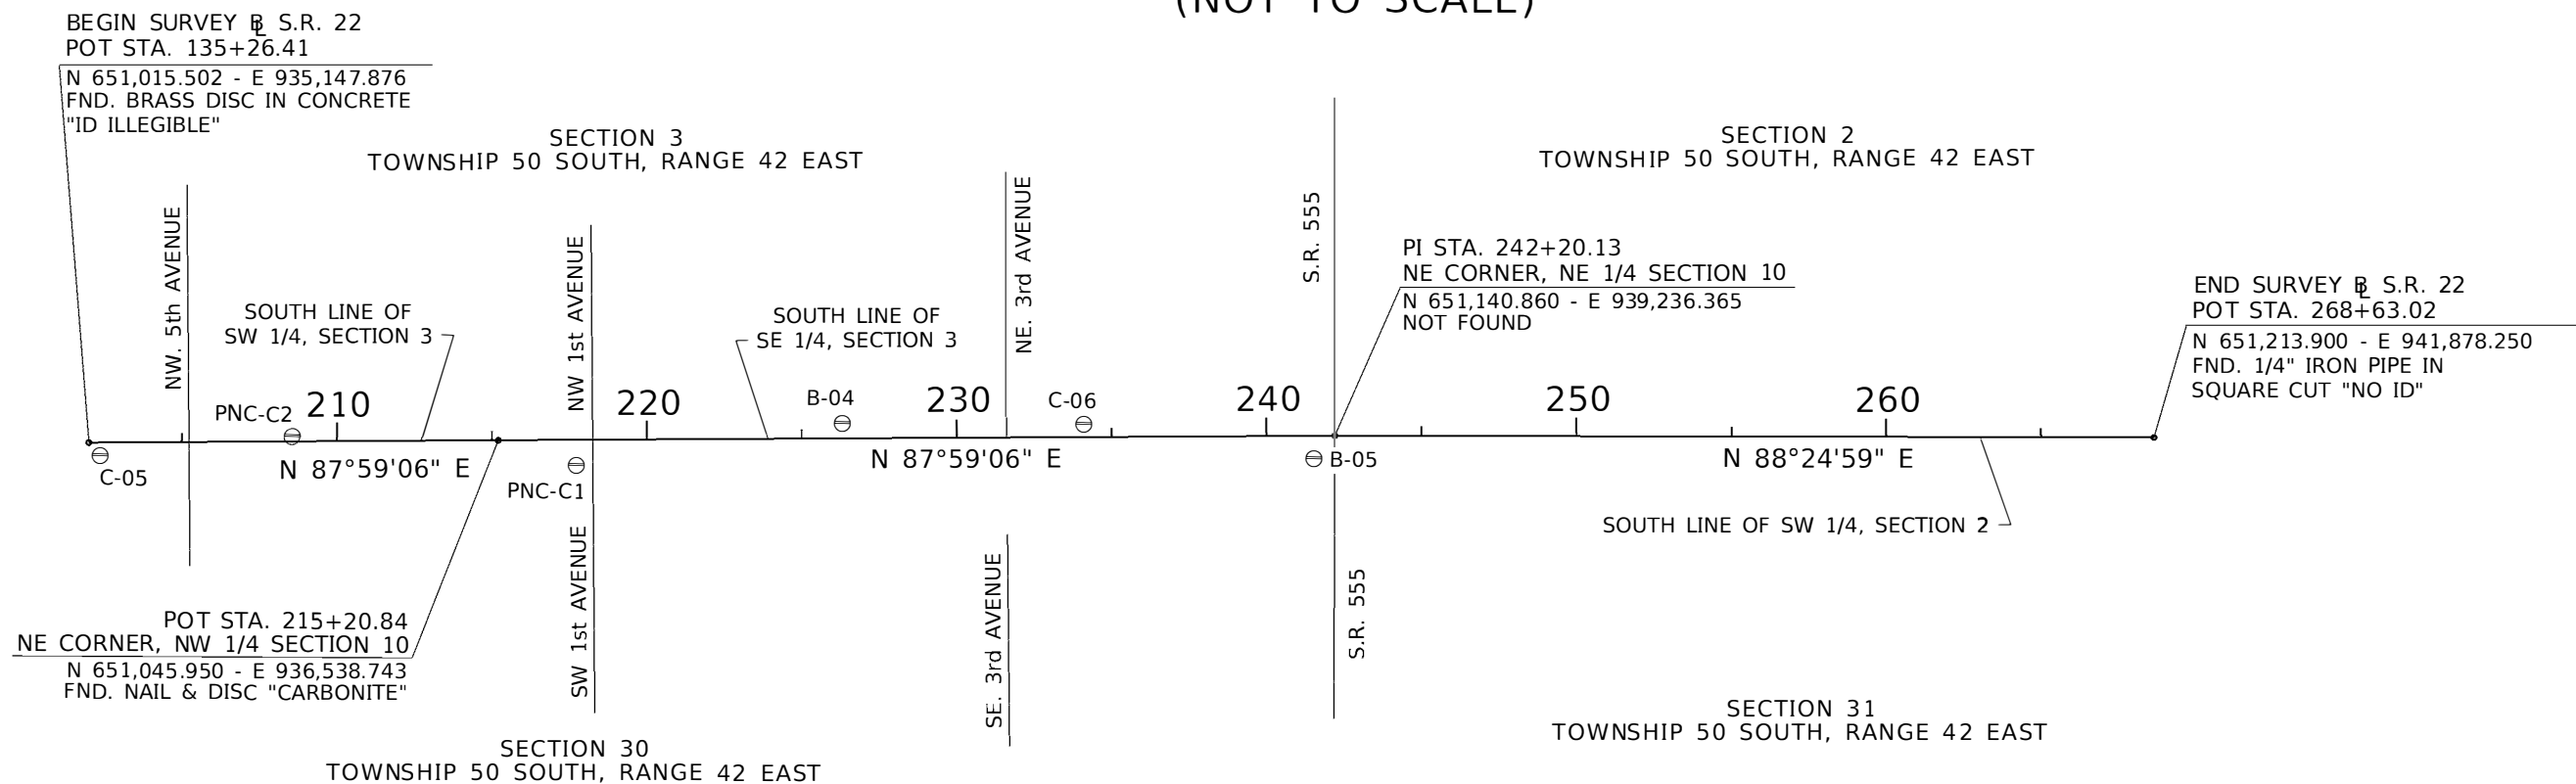 (NOT TO SCALE)
BEGIN SURVEY BL S.R. 22
POT STA. 135+26.41
N 651,015.502 - E 935,147.876
FND. BRASS DISC IN CONCRETE
"ID ILLEGIBLE"
SECTION 3
TOWNSHIP 50 SOUTH, RANGE 42 EAST
SECTION 2
TOWNSHIP 50 SOUTH, RANGE 42 EAST
NW. 5th AVENUE
NW 1st AVENUE
NE. 3rd AVENUE
S.R. 555
SOUTH LINE OF
SW 1/4, SECTION 3
SOUTH LINE OF
SE 1/4, SECTION 3
PI STA. 242+20.13
NE CORNER, NE 1/4 SECTION 10
N 651,140.860 - E 939,236.365
NOT FOUND
END SURVEY BL S.R. 22
POT STA. 268+63.02
N 651,213.900 - E 941,878.250
FND. 1/4" IRON PIPE IN
SQUARE CUT "NO ID"
PNC-C2
210
220
B-04
230
C-06
240
250
260
C-05
N 87°59'06" E
PNC-C1
N 87°59'06" E
B-05
N 88°24'59" E
SOUTH LINE OF SW 1/4, SECTION 2
POT STA. 215+20.84
NE CORNER, NW 1/4 SECTION 10
N 651,045.950 - E 936,538.743
FND. NAIL & DISC "CARBONITE"
SW 1st AVENUE
SE. 3rd AVENUE
S.R. 555
SECTION 30
TOWNSHIP 50 SOUTH, RANGE 42 EAST
SECTION 31
TOWNSHIP 50 SOUTH, RANGE 42 EAST